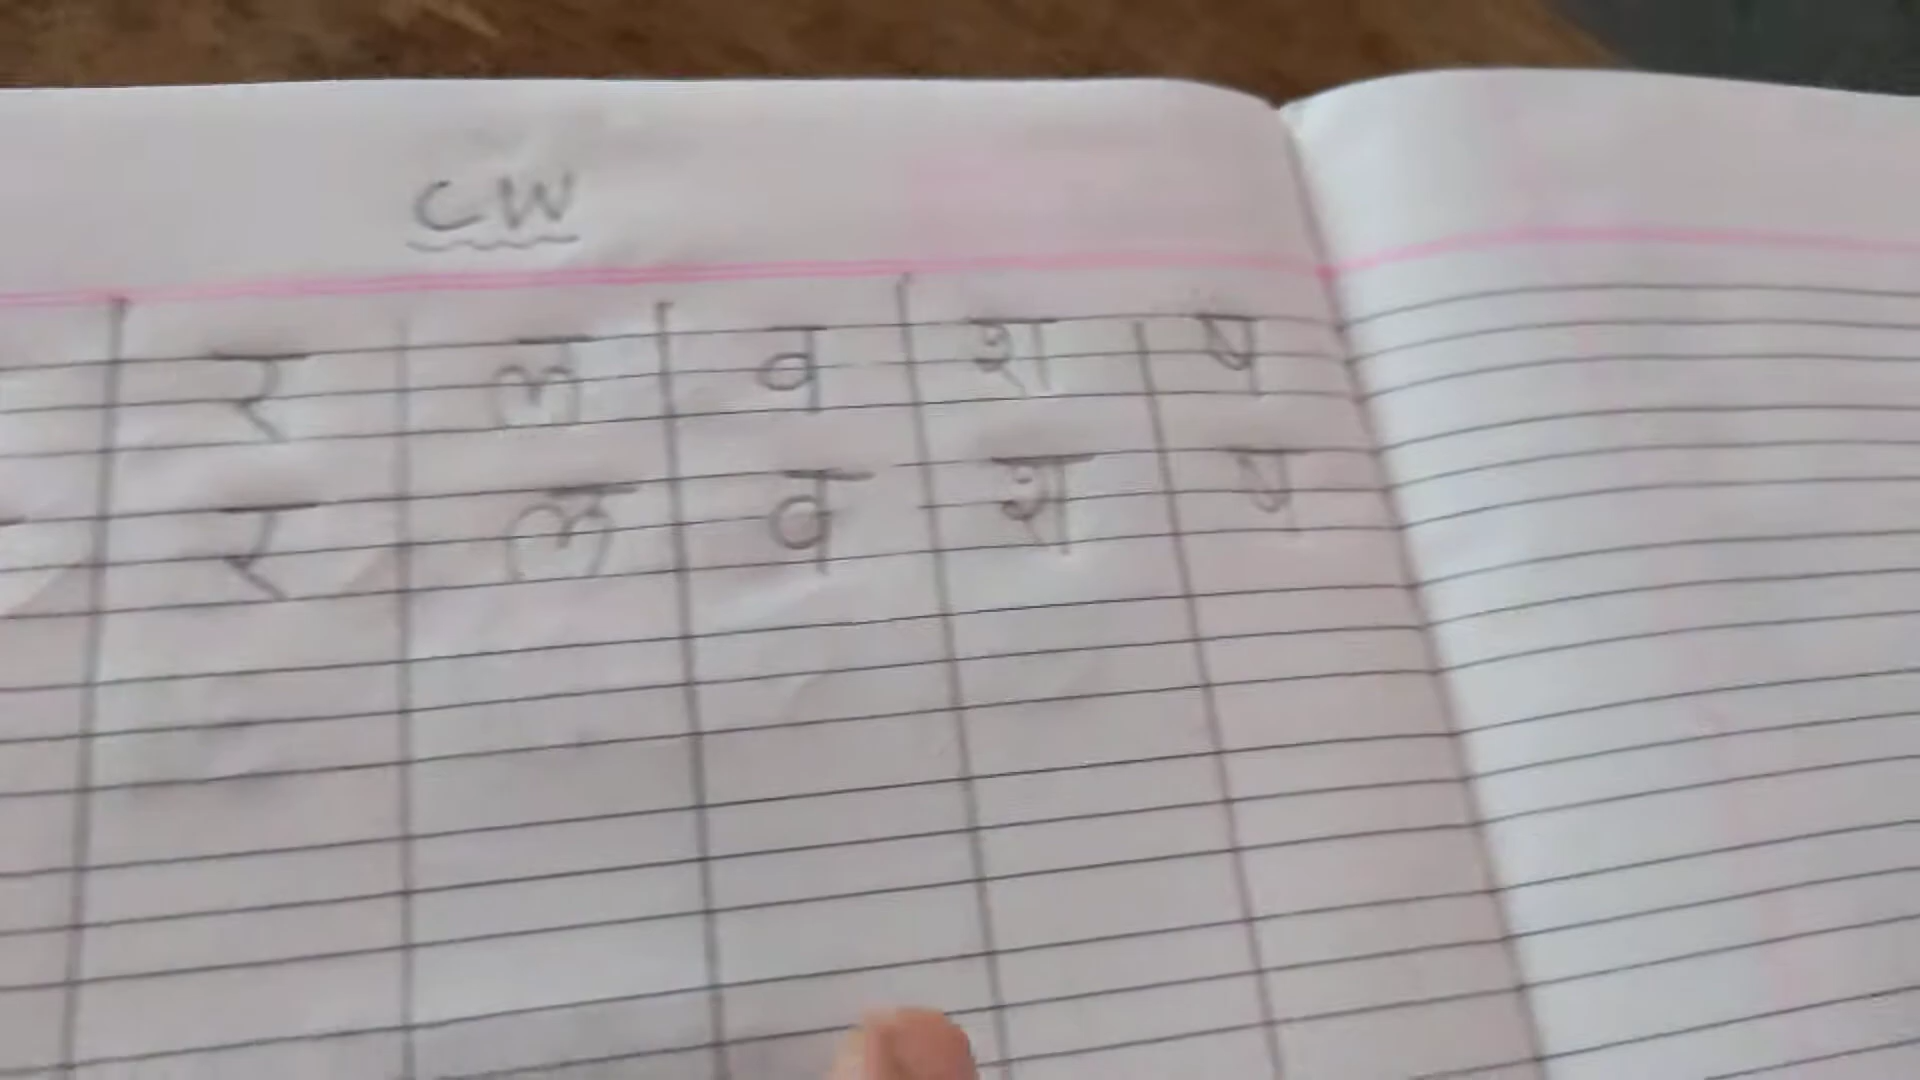 CW
र ल व श ष
र ल व श ष